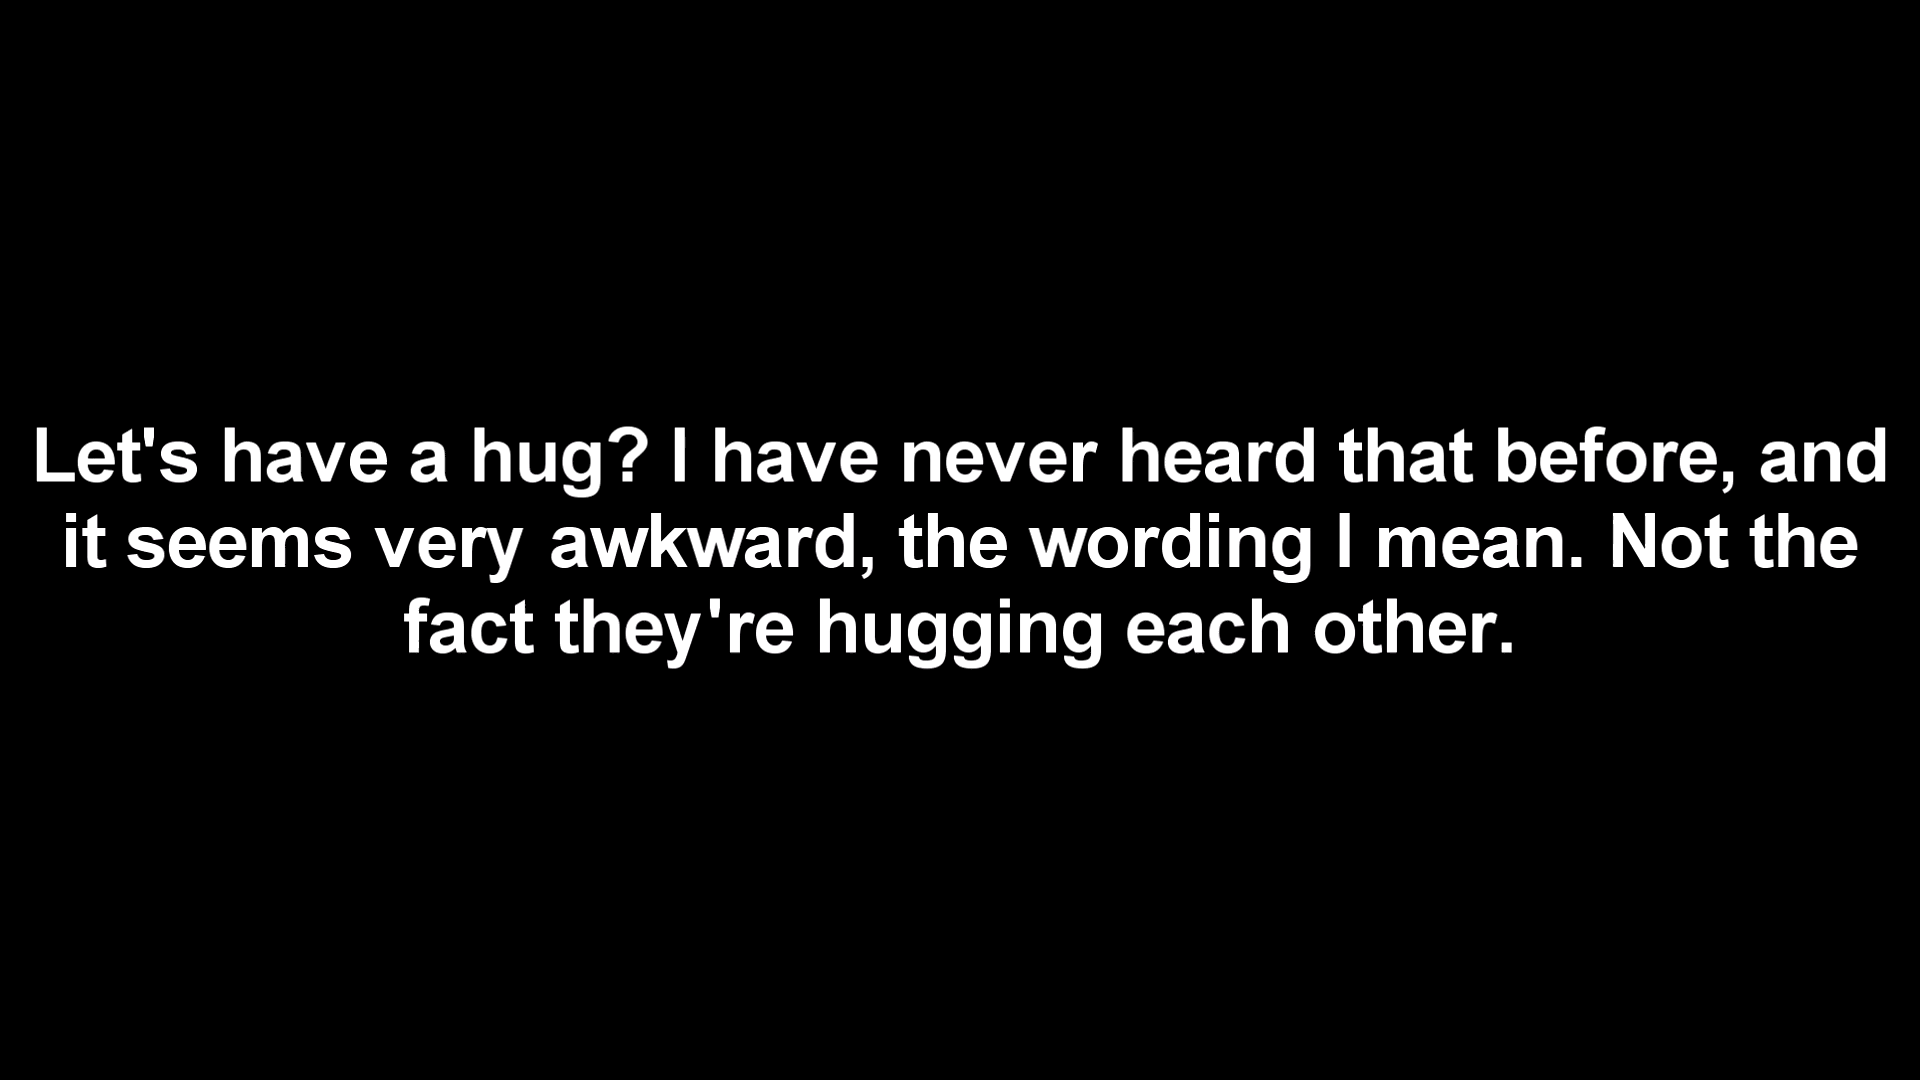 Let's have a hug? I have never heard that before, and
it seems very awkward, the wording I mean. Not the
fact they're hugging each other.